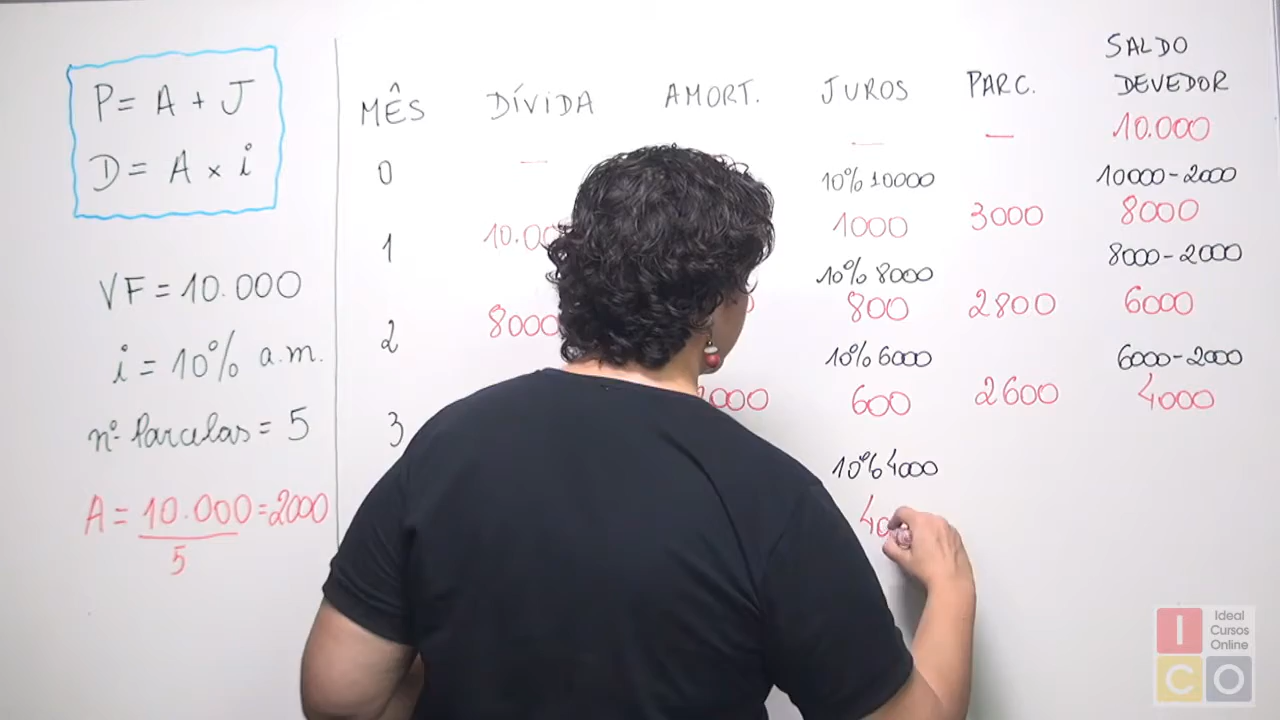 P = A + J
D = A × i
VF = 10.000
i = 10% a.m.
nº Parcelas = 5
A = 10.000 = 2000
5
MÊS DÍVIDA AMORT. JUROS PARC. SALDO DEVEDOR
0 — — — 10.000
10% 10000 10000-2000
1 1000 3000 8000
10% 8000 8000-2000
2 8000 800 2800 6000
10% 6000 6000-2000
3 600 2600 4000
10% 4000
Ideal
Cursos
Online
I
C O